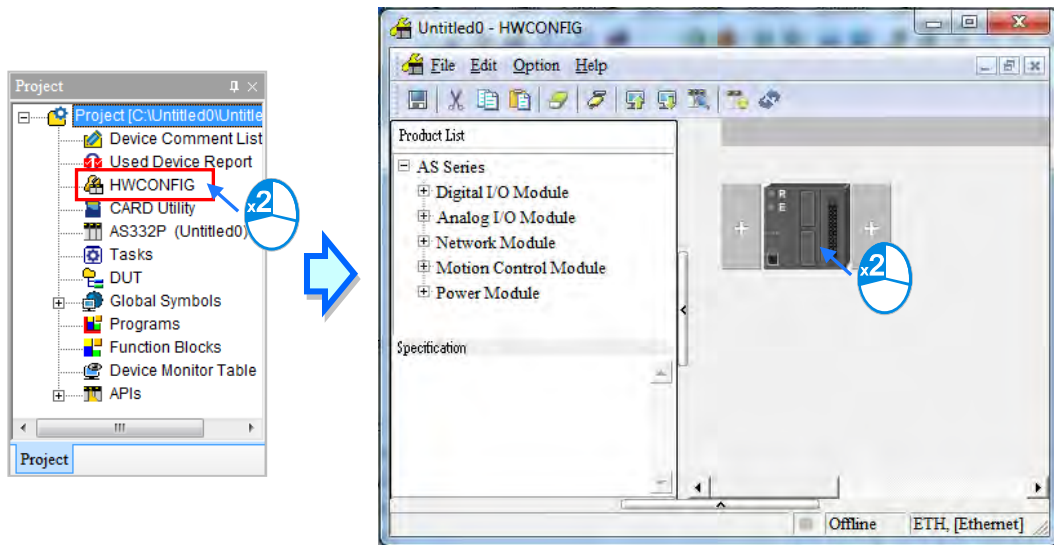 Project
Project [C:\Untitled0\Untitle
Device Comment List
Used Device Report
HWCONFIG
CARD Utility
AS332P (Untitled0)
Tasks
DUT
Global Symbols
Programs
Function Blocks
Device Monitor Table
APIs
Project
x2
Untitled0 - HWCONFIG
File Edit Option Help
Product List
AS Series
Digital I/O Module
Analog I/O Module
Network Module
Motion Control Module
Power Module
Specification
R
E
x2
Offline ETH, [Ethernet]